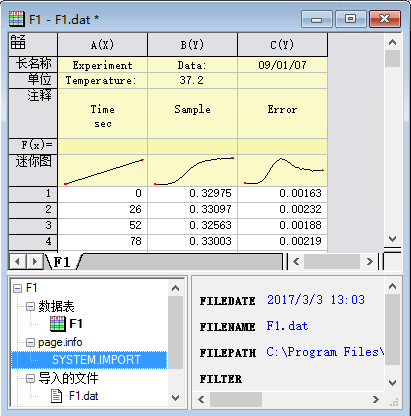 F1 - F1.dat *
A(X) B(Y) C(Y)
长名称 Experiment Data: 09/01/07
单位 Temperature: 37.2
注释 Time sec Sample Error
F(x)=
迷你图
1 0 0.32975 0.00163
2 26 0.33097 0.00232
3 52 0.32563 0.00188
4 78 0.33003 0.00219
F1
F1
数据表
F1
page.info
SYSTEM.IMPORT
导入的文件
F1.dat
FILEDATE 2017/3/3 13:03
FILENAME F1.dat
FILEPATH C:\Program Files\
FILTER